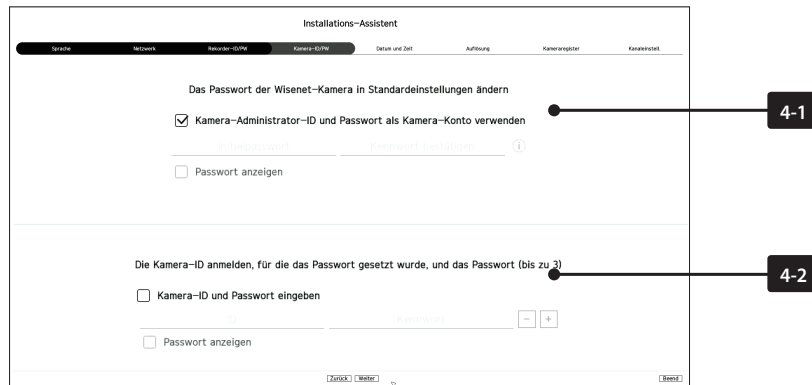 Installations-Assistent
Sprache Netzwerk Rekorder-ID/PW Kamera-ID/PW Datum und Zeit Auflösung Kameraregister Kanaleinstell.
Das Passwort der Wisenet-Kamera in Standardeinstellungen ändern
4-1
Kamera-Administrator-ID und Passwort als Kamera-Konto verwenden
Kennwort bestätigen
Passwort anzeigen
Die Kamera-ID anmelden, für die das Passwort gesetzt wurde, und das Passwort (bis zu 3)
4-2
Kamera-ID und Passwort eingeben
ID Kennwort - +
Passwort anzeigen
Zurück Weiter Beend